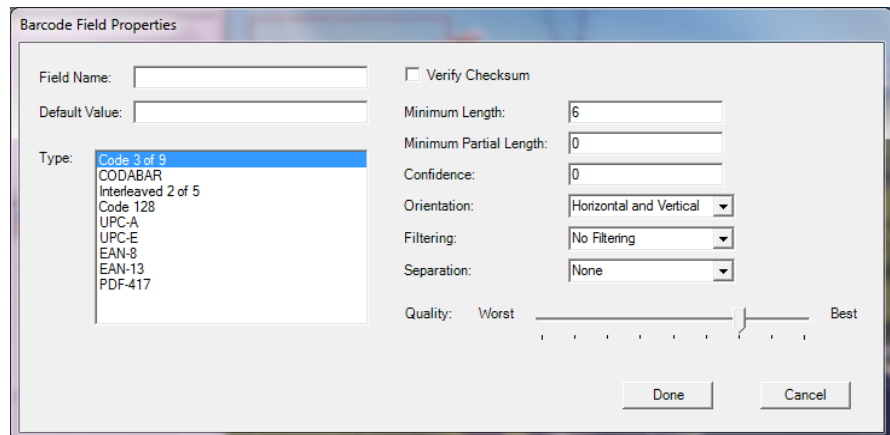 Barcode Field Properties
Field Name:
Default Value:
Type:
Code 3 of 9
CODABAR
Interleaved 2 of 5
Code 128
UPC-A
UPC-E
EAN-8
EAN-13
PDF-417
Verify Checksum
Minimum Length: 6
Minimum Partial Length: 0
Confidence: 0
Orientation: Horizontal and Vertical
Filtering: No Filtering
Separation: None
Quality: Worst Best
Done Cancel